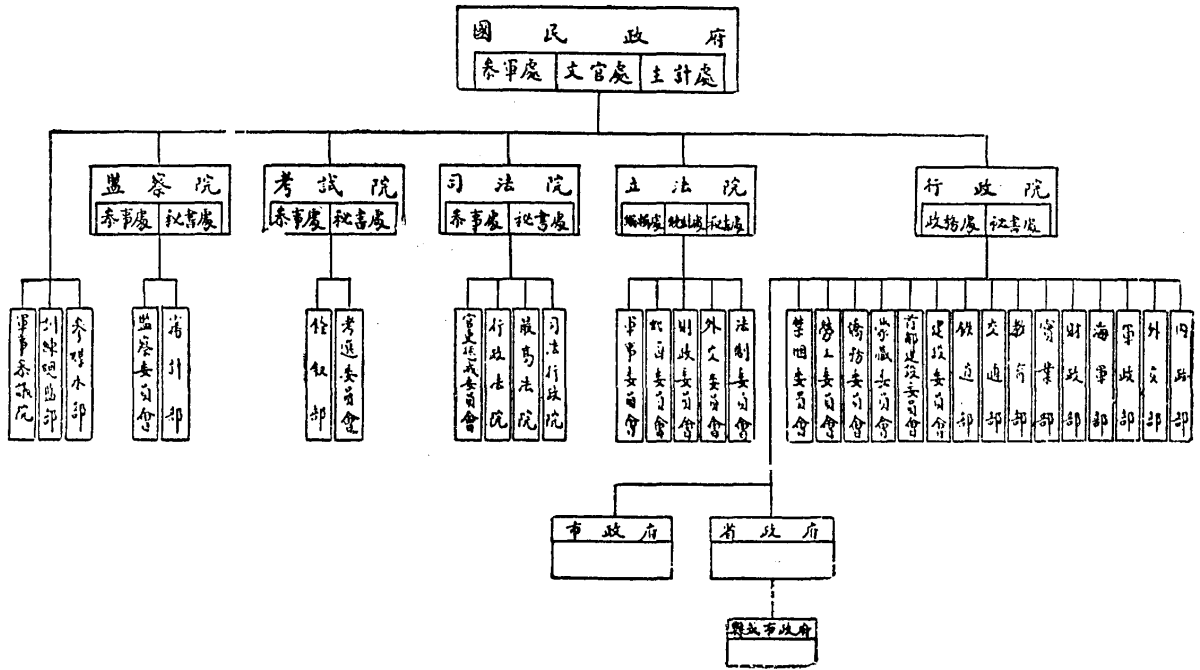 國民政府
參軍處 文官處 主計處
監察院
參事處 秘書處
考試院
參事處 秘書處
司法院
參事處 秘書處
立法院
秘書處
行政院
政務處 秘書處
軍事參議院
訓練總監部
參謀本部
監察委員會
審計部
銓敘部
考選委員會
官吏懲戒委員會
行政法院
最高法院
司法行政院
軍事委員會
財政委員會
外交委員會
法制委員會
禁烟委員會
勞工委員會
僑務委員會
蒙藏委員會
首都建設委員會
建設委員會
鉄道部
交通部
教育部
實業部
財政部
海軍部
軍政部
外交部
內政部
市政府
省政府
縣或市政府